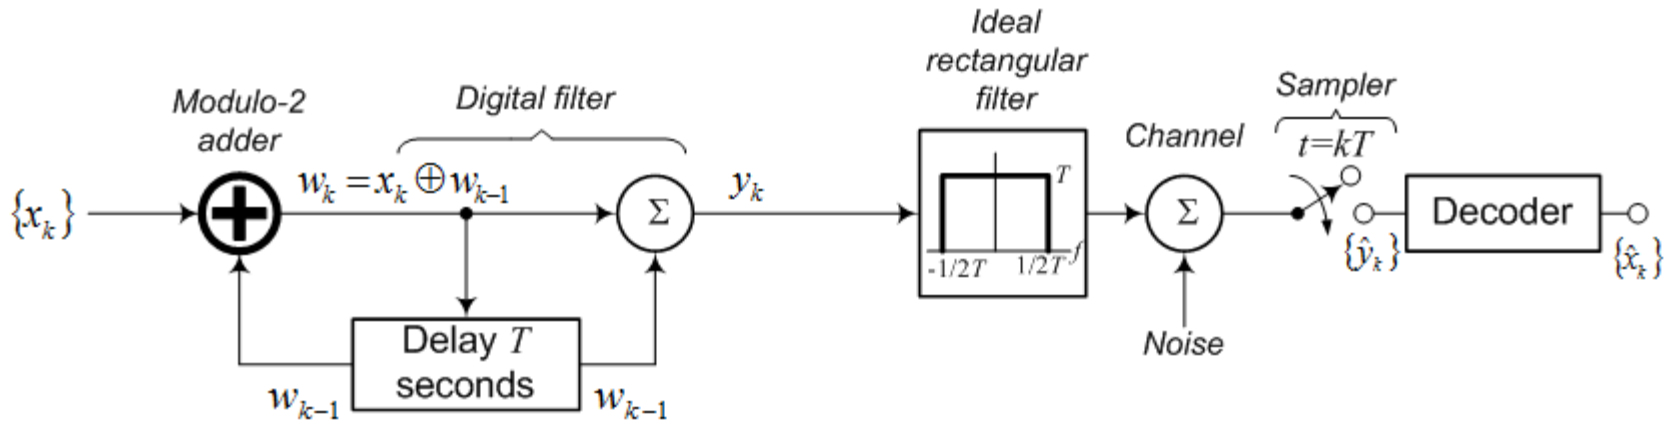 Modulo-2
adder
Digital filter
Ideal
rectangular
filter
Channel
Sampler
t=kT
{x_k}
w_k = x_k ⊕ w_{k-1}
Σ
y_k
T
f
-1/2T
1/2T
Σ
{ŷ_k}
Decoder
{x̂_k}
Delay T
seconds
w_{k-1}
w_{k-1}
Noise